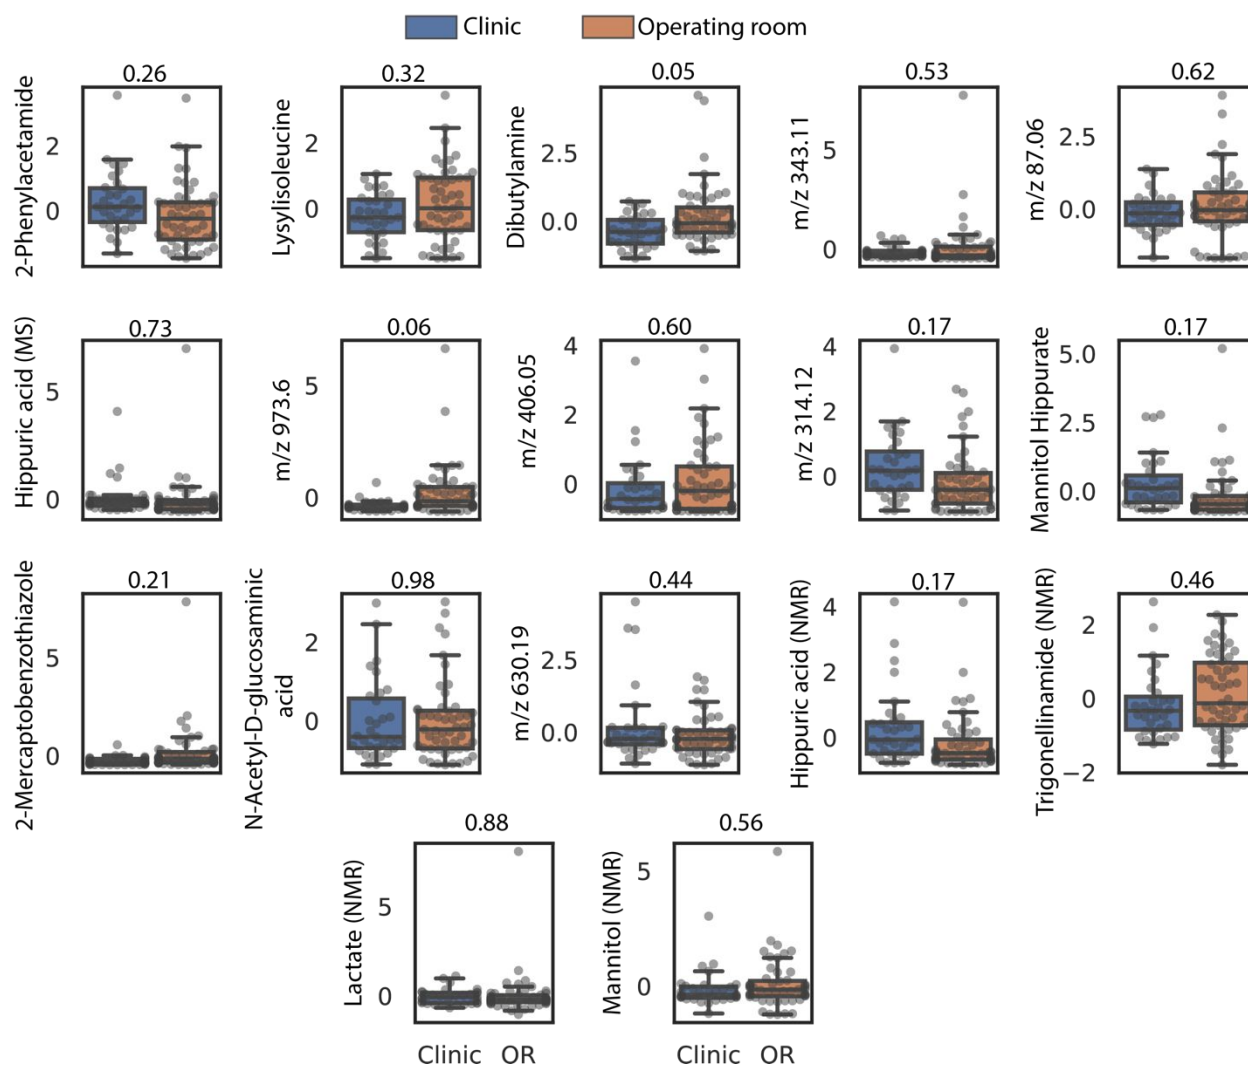 Clinic Operating room
0.26 0.32 0.05 0.53 0.62
2-Phenylacetamide
2
0
Lysylisoleucine
2
0
Dibutylamine
2.5
0.0
m/z 343.11
5
0
m/z 87.06
2.5
0.0
0.73 0.06 0.60 0.17 0.17
Hippuric acid (MS)
5
0
m/z 973.6
5
0
m/z 406.05
4
2
0
m/z 314.12
4
2
0
Mannitol Hippurate
5.0
2.5
0.0
0.21 0.98 0.44 0.17 0.46
2-Mercaptobenzothiazole
5
0
N-Acetyl-D-glucosaminic
acid
2
0
m/z 630.19
2.5
0.0
Hippuric acid (NMR)
4
2
0
Trigonellinamide (NMR)
2
0
−2
0.88 0.56
Lactate (NMR)
5
0
Mannitol (NMR)
5
0
Clinic OR Clinic OR